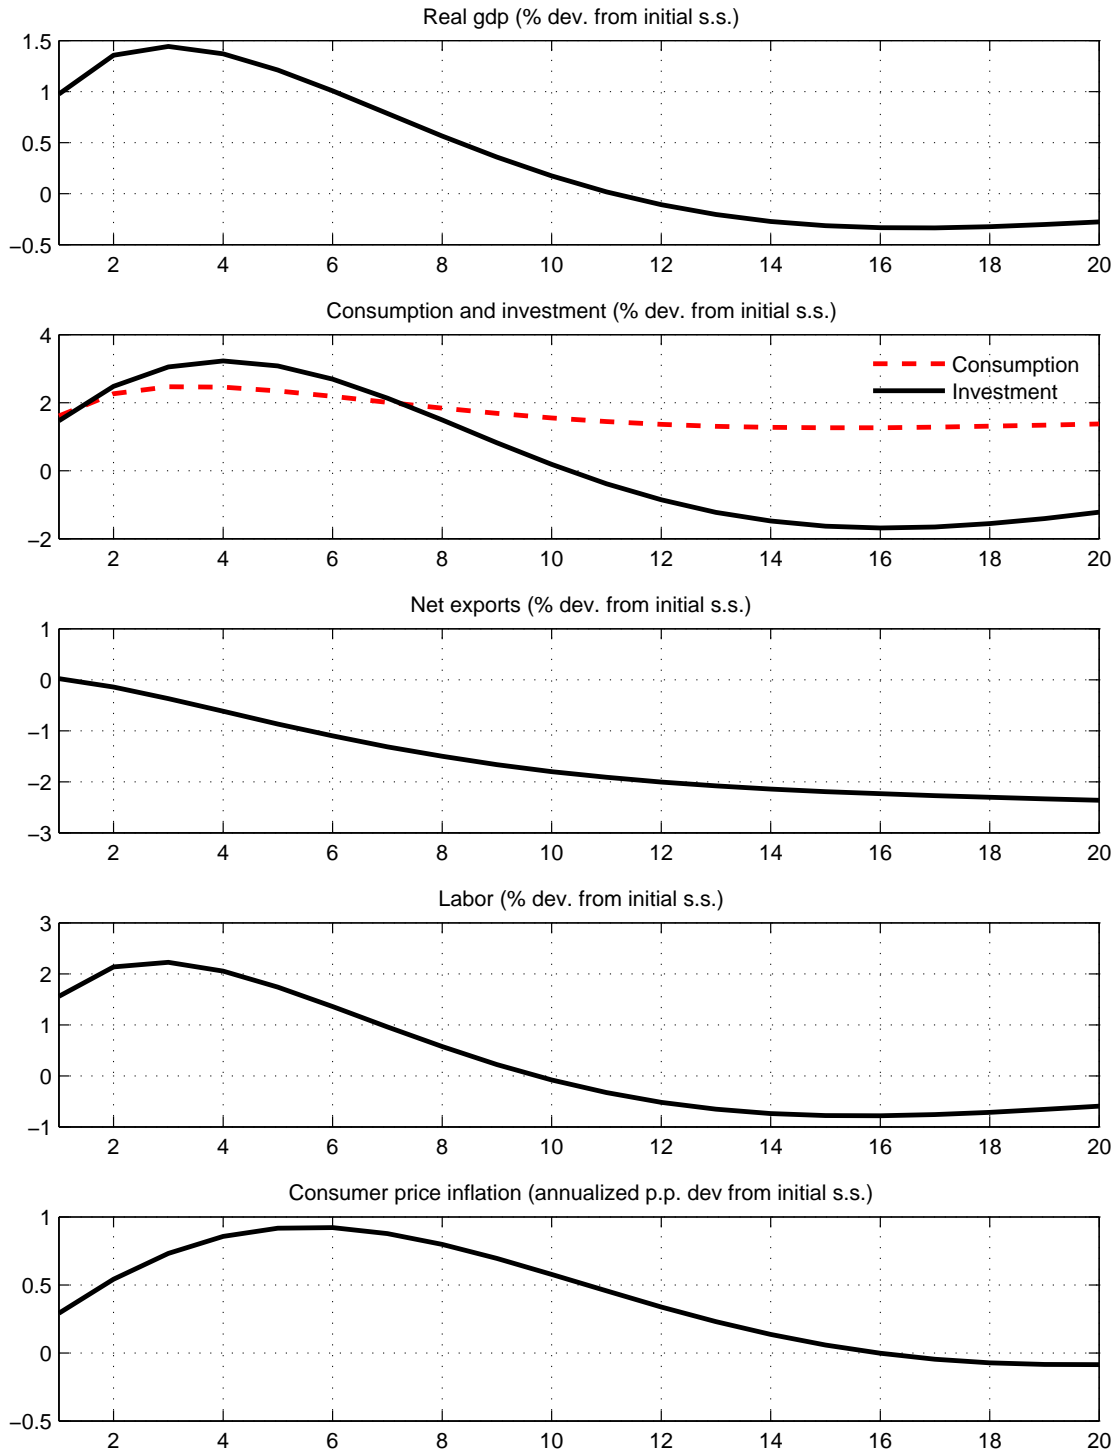 Real gdp (% dev. from initial s.s.)
1.5
1
0.5
0
−0.5
2 4 6 8 10 12 14 16 18 20
Consumption and investment (% dev. from initial s.s.)
4
2
0
−2
Consumption
Investment
2 4 6 8 10 12 14 16 18 20
Net exports (% dev. from initial s.s.)
1
0
−1
−2
−3
2 4 6 8 10 12 14 16 18 20
Labor (% dev. from initial s.s.)
3
2
1
0
−1
2 4 6 8 10 12 14 16 18 20
Consumer price inflation (annualized p.p. dev from initial s.s.)
1
0.5
0
−0.5
2 4 6 8 10 12 14 16 18 20